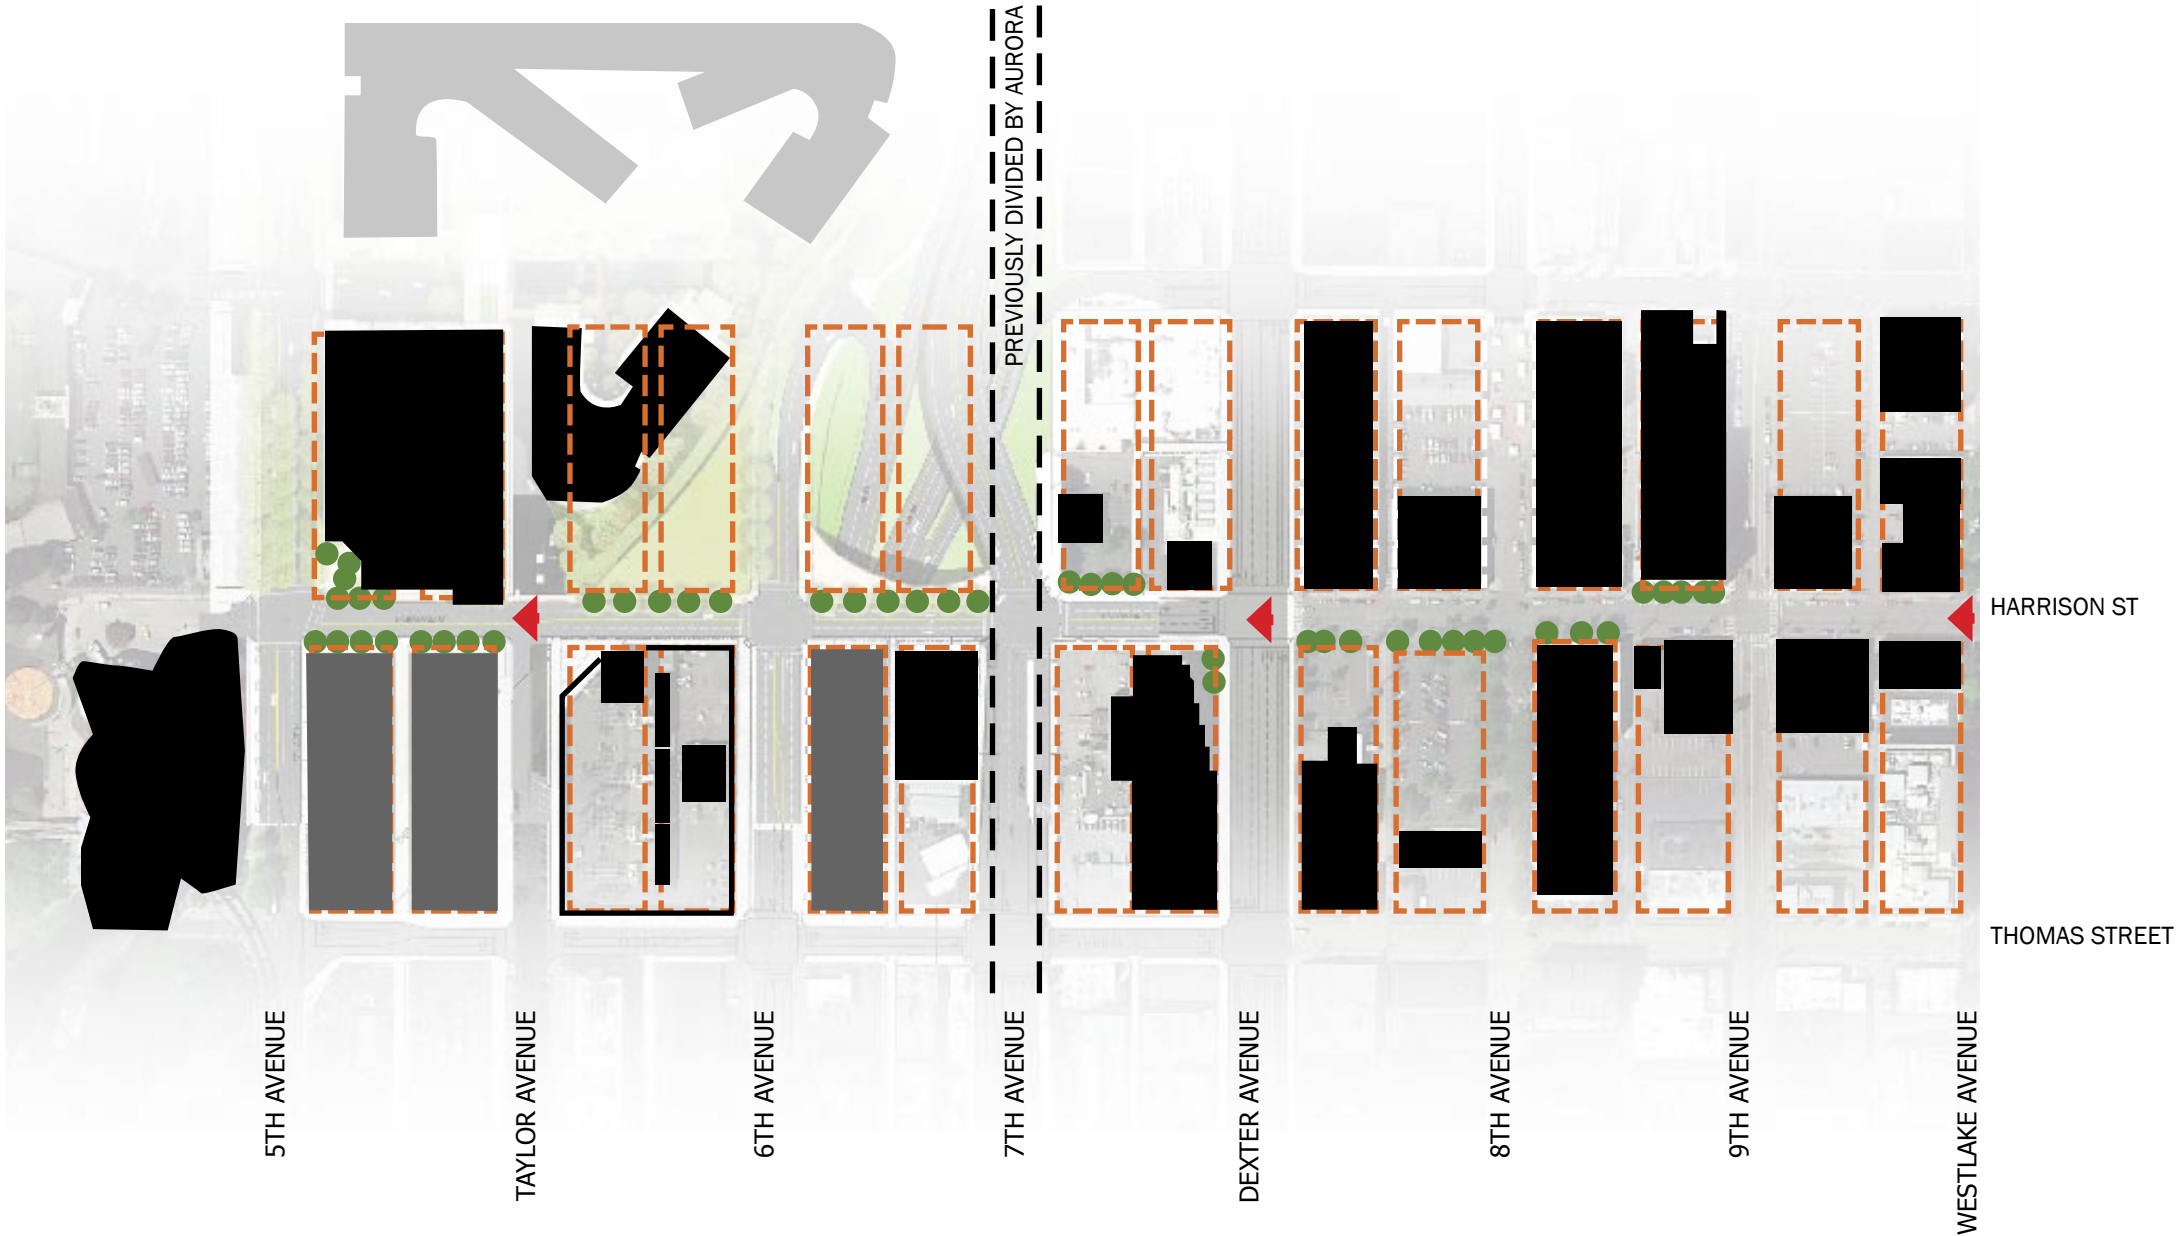 PREVIOUSLY DIVIDED BY AURORA
HARRISON ST
THOMAS STREET
5TH AVENUE
TAYLOR AVENUE
6TH AVENUE
7TH AVENUE
DEXTER AVENUE
8TH AVENUE
9TH AVENUE
WESTLAKE AVENUE